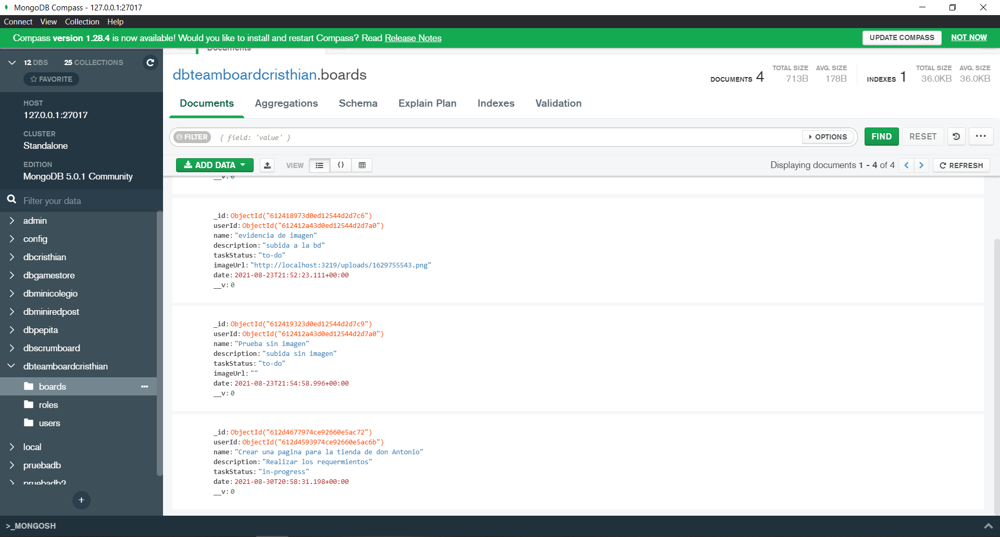 MongoDB Compass - 127.0.0.1:27017
Connect View Collection Help
Compass version 1.28.4 is now available! Would you like to install and restart Compass? Read Release Notes
UPDATE COMPASS
NOT NOW
12 DBS 25 COLLECTIONS
FAVORITE
HOST
127.0.0.1:27017
CLUSTER
Standalone
EDITION
MongoDB 5.0.1 Community
Filter your data
admin
config
dbcristhian
dbgamestore
dbminicolegio
dbminiredpost
dbpepita
dbscrumboard
dbteamboardcristhian
boards
roles
users
local
pruebadb
pruebadb2
+
Documents
dbteamboardcristhian.boards
DOCUMENTS 4
TOTAL SIZE AVG. SIZE
713B 178B
INDEXES 1
TOTAL SIZE AVG. SIZE
36.0KB 36.0KB
Documents Aggregations Schema Explain Plan Indexes Validation
FILTER { field: 'value' }
OPTIONS
FIND
RESET
ADD DATA
VIEW
{}
Displaying documents 1 - 4 of 4
REFRESH
__v: 0
_id: ObjectId("612418973d0ed12544d2d7c6")
userId: ObjectId("612412a43d0ed12544d2d7a0")
name: "evidencia de imagen"
description: "subida a la bd"
taskStatus: "to-do"
imageUrl: "http://localhost:3219/uploads/1629755543.png"
date: 2021-08-23T21:52:23.111+00:00
__v: 0
_id: ObjectId("612419323d0ed12544d2d7c9")
userId: ObjectId("612412a43d0ed12544d2d7a0")
name: "Prueba sin imagen"
description: "subida sin imagen"
taskStatus: "to-do"
imageUrl: ""
date: 2021-08-23T21:54:58.996+00:00
__v: 0
_id: ObjectId("612d4677974ce92660e5ac72")
userId: ObjectId("612d4593974ce92660e5ac6b")
name: "Crear una pagina para la tienda de don Antonio"
description: "Realizar los requermientos"
taskStatus: "in-progress"
date: 2021-08-30T20:58:31.198+00:00
__v: 0
>_MONGOSH